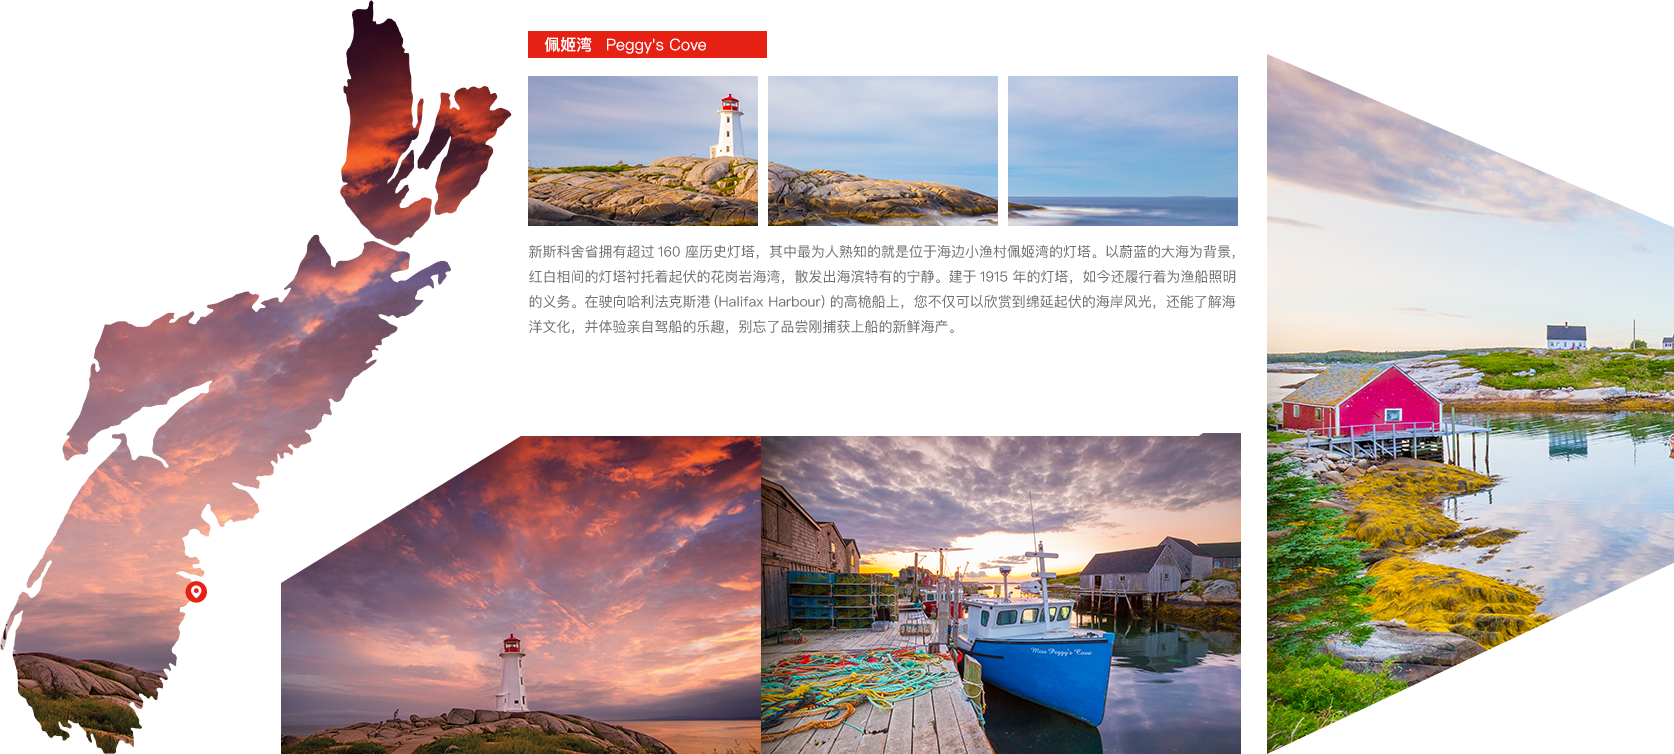 佩姬湾 Peggy's Cove
新斯科舍省拥有超过 160 座历史灯塔，其中最为人熟知的就是位于海边小渔村佩姬湾的灯塔。以蔚蓝的大海为背景，
红白相间的灯塔衬托着起伏的花岗岩海湾，散发出海滨特有的宁静。建于 1915 年的灯塔，如今还履行着为渔船照明
的义务。在驶向哈利法克斯港 (Halifax Harbour) 的高桅船上，您不仅可以欣赏到绵延起伏的海岸风光，还能了解海
洋文化，并体验亲自驾船的乐趣，别忘了品尝刚捕获上船的新鲜海产。
Miss Peggy's Cove